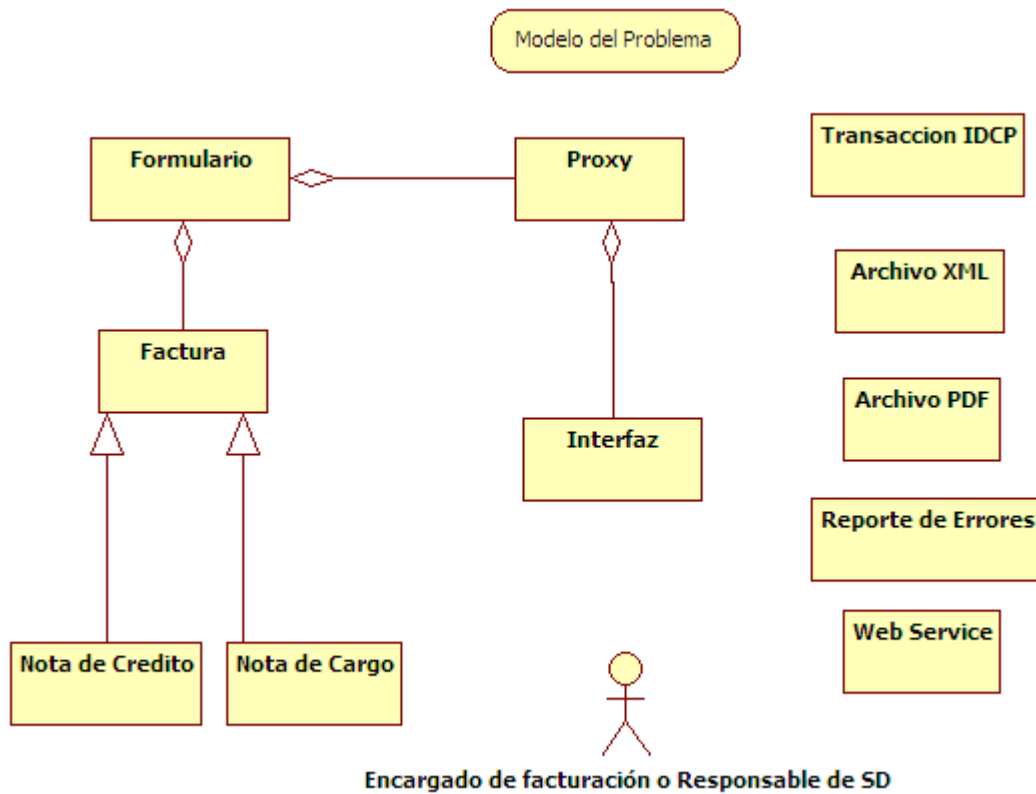 Modelo del Problema
Formulario
Proxy
Transaccion IDCP
Archivo XML
Factura
Archivo PDF
Interfaz
Reporte de Errores
Web Service
Nota de Credito
Nota de Cargo
Encargado de facturación o Responsable de SD